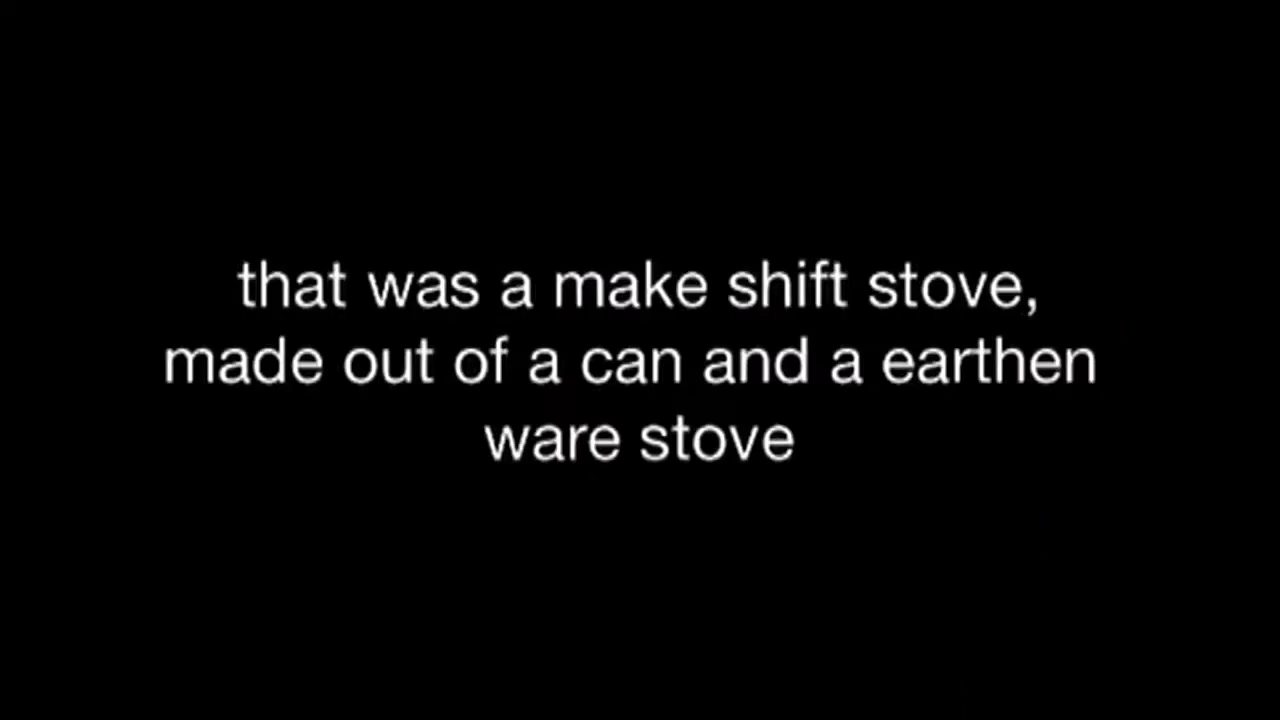 that was a make shift stove,
made out of a can and a earthen
ware stove